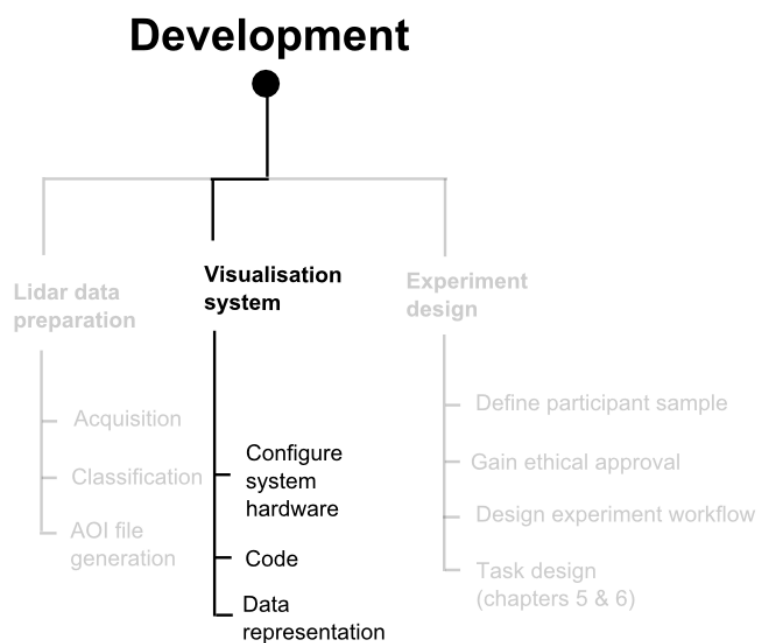 Development
Lidar data
preparation
Acquisition
Classification
AOI file
generation
Visualisation
system
Configure
system
hardware
Code
Data
representation
Experiment
design
Define participant sample
Gain ethical approval
Design experiment workflow
Task design
(chapters 5 & 6)